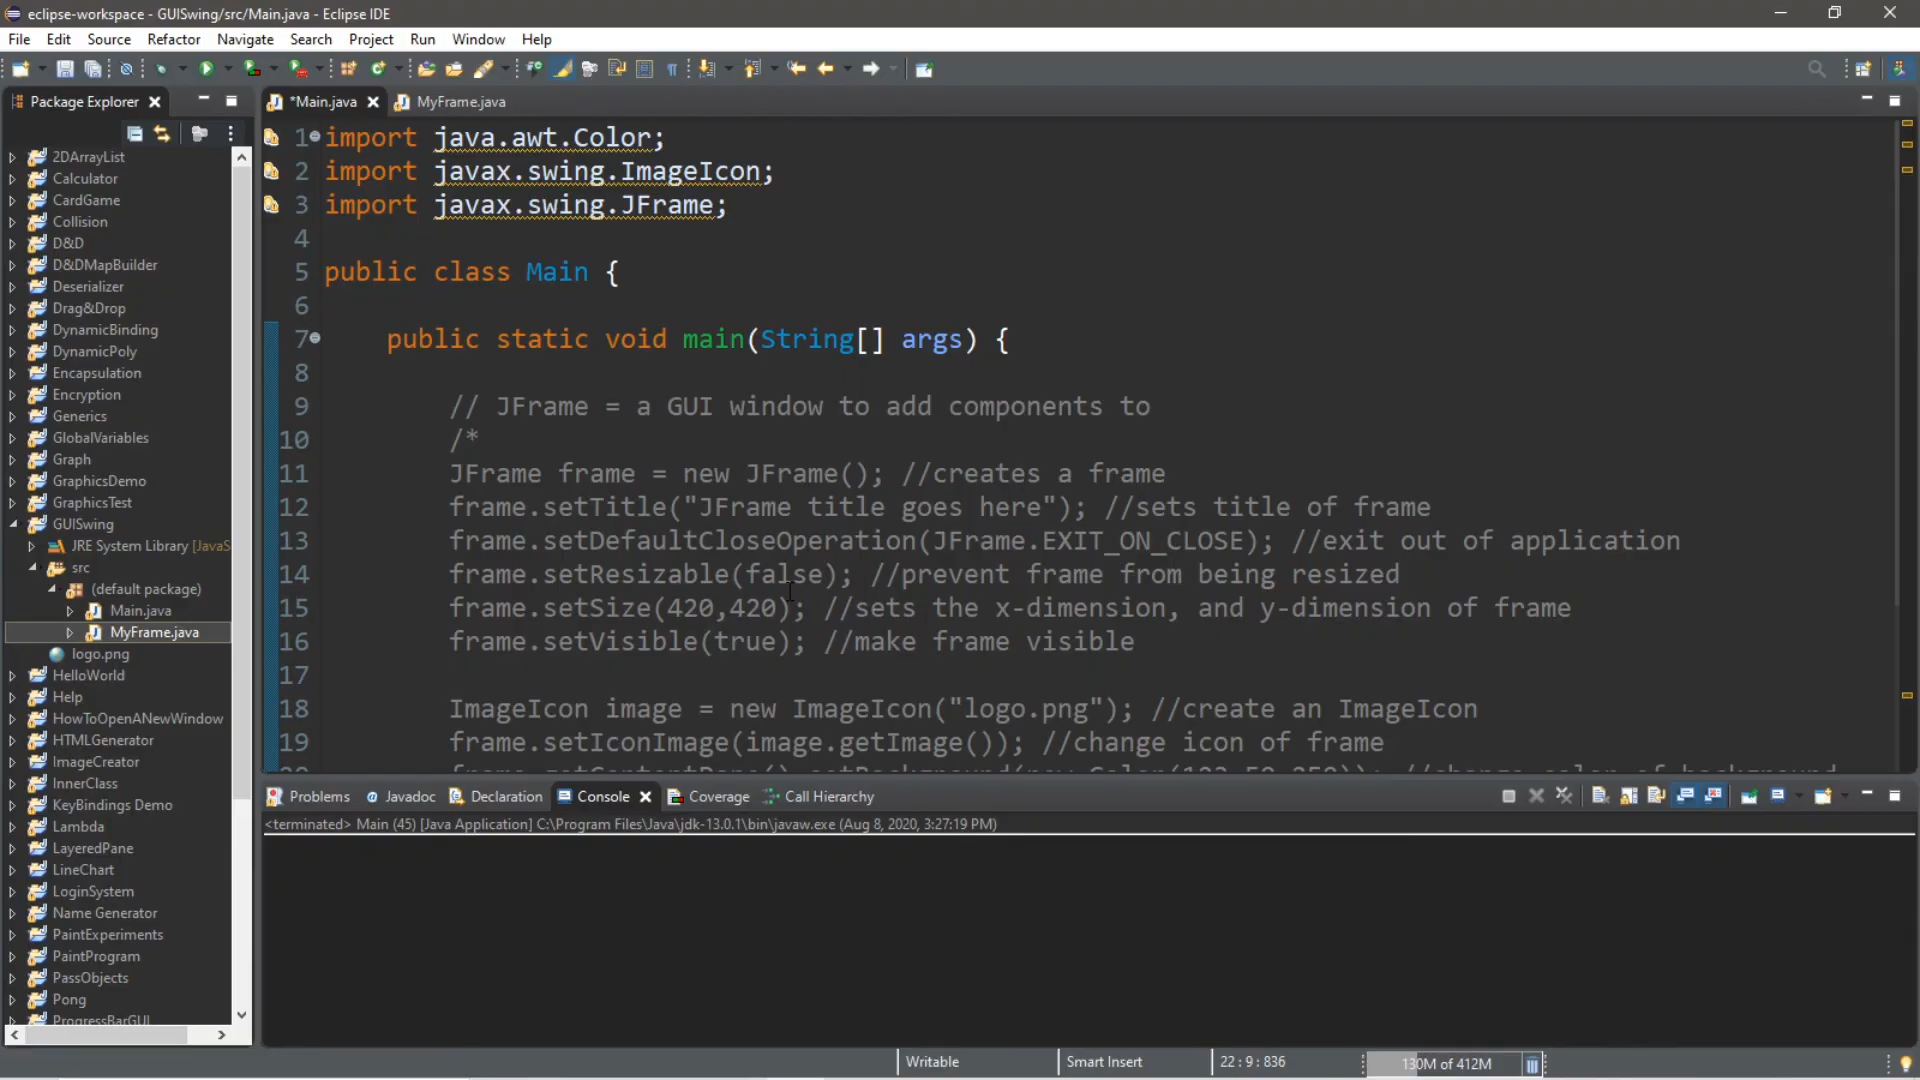 eclipse-workspace - GUISwing/src/Main.java - Eclipse IDE
File Edit Source Refactor Navigate Search Project Run Window Help
Package Explorer
*Main.java MyFrame.java
2DArrayList
Calculator
CardGame
Collision
D&D
D&DMapBuilder
Deserializer
Drag&Drop
DynamicBinding
DynamicPoly
Encapsulation
Encryption
Generics
GlobalVariables
Graph
GraphicsDemo
GraphicsTest
GUISwing
JRE System Library [JavaS
src
(default package)
Main.java
MyFrame.java
logo.png
HelloWorld
Help
HowToOpenANewWindow
HTMLGenerator
ImageCreator
InnerClass
KeyBindings Demo
Lambda
LayeredPane
LineChart
LoginSystem
Name Generator
PaintExperiments
PaintProgram
PassObjects
Pong
ProgressBarGUI
1 import java.awt.Color;
2 import javax.swing.ImageIcon;
3 import javax.swing.JFrame;
4
5 public class Main {
6
7 public static void main(String[] args) {
8
9 // JFrame = a GUI window to add components to
10 /*
11 JFrame frame = new JFrame(); //creates a frame
12 frame.setTitle("JFrame title goes here"); //sets title of frame
13 frame.setDefaultCloseOperation(JFrame.EXIT_ON_CLOSE); //exit out of application
14 frame.setResizable(false); //prevent frame from being resized
15 frame.setSize(420,420); //sets the x-dimension, and y-dimension of frame
16 frame.setVisible(true); //make frame visible
17
18 ImageIcon image = new ImageIcon("logo.png"); //create an ImageIcon
19 frame.setIconImage(image.getImage()); //change icon of frame
Problems Javadoc Declaration Console Coverage Call Hierarchy
<terminated> Main (45) [Java Application] C:\Program Files\Java\jdk-13.0.1\bin\javaw.exe (Aug 8, 2020, 3:27:19 PM)
Writable Smart Insert 22 : 9 : 836 130M of 412M